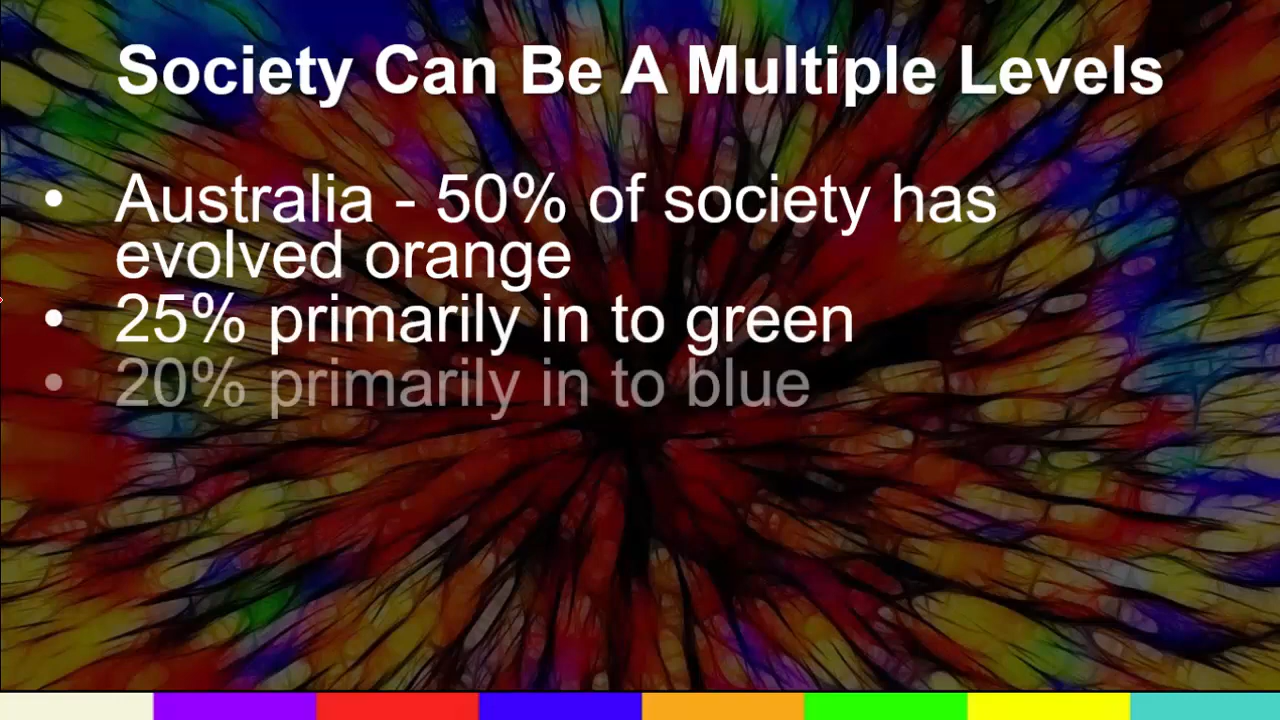 Society Can Be A Multiple Levels
• Australia - 50% of society has
evolved orange
• 25% primarily in to green
• 20% primarily in to blue